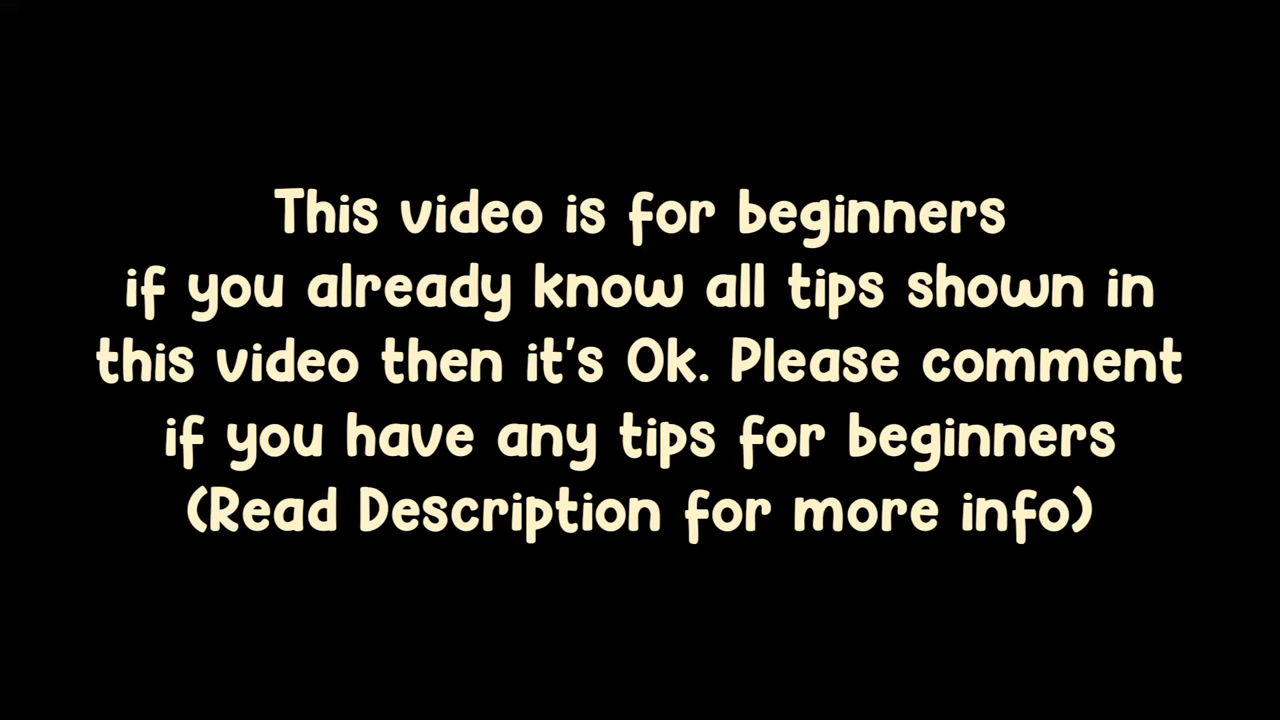 This video is for beginners
if you already know all tips shown in
this video then it's Ok. Please comment
if you have any tips for beginners
(Read Description for more info)